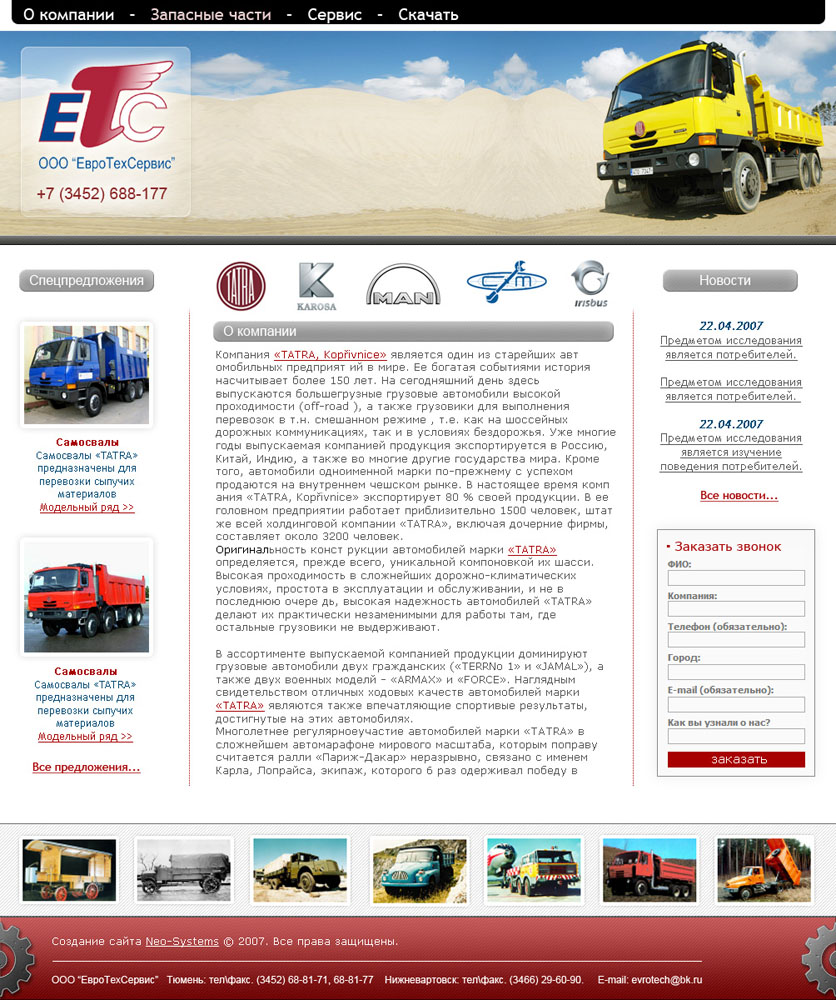 О компании - Запасные части - Сервис - Скачать
ЕТС
ООО "ЕвроТехСервис"
+7 (3452) 688-177
Спецпредложения
Самосвалы
Самосвалы «TATRA»
предназначены для
перевозки сыпучих
материалов
Модельный ряд >>
Самосвалы
Самосвалы «TATRA»
предназначены для
перевозки сыпучих
материалов
Модельный ряд >>
Все предложения...
TATRA
KAROSA
MAN
irisbus
О компании
Компания «TATRA, Kopřivnice» является один из старейших авт
омобильных предприят ий в мире. Ее богатая событиями история
насчитывает более 150 лет. На сегодняшний день здесь
выпускаются большегрузные грузовые автомобили высокой
проходимости (off-road ), а также грузовики для выполнения
перевозок в т.н. смешанном режиме , т.е. как на шоссейных
дорожных коммуникациях, так и в условиях бездорожья. Уже многие
годы выпускаемая компанией продукция экспортируется в Россию,
Китай, Индию, а также во многие другие государства мира. Кроме
того, автомобили одноименной марки по-прежнему с успехом
продаются на внутреннем чешском рынке. В настоящее время комп
ания «TATRA, Kopřivnice» экспортирует 80 % своей продукции. В ее
головном предприятии работает приблизительно 1500 человек, штат
же всей холдинговой компании «TATRA», включая дочерние фирмы,
составляет около 3200 человек.
Оригинальность конст рукции автомобилей марки «TATRA»
определяется, прежде всего, уникальной компоновкой их шасси.
Высокая проходимость в сложнейших дорожно-климатических
условиях, простота в эксплуатации и обслуживании, и не в
последнюю очере дь, высокая надежность автомобилей «TATRA»
делают их практически незаменимыми для работы там, где
остальные грузовики не выдерживают.
В ассортименте выпускаемой компанией продукции доминируют
грузовые автомобили двух гражданских («TERRNo 1» и «JAMAL»), а
также двух военных моделй – «ARMAX» и «FORCE». Наглядным
свидетельством отличных ходовых качеств автомобилей марки
«TATRA» являются также впечатляющие спортивые результаты,
достигнутые на этих автомобилях.
Многолетнее регулярноеучастие автомобилей марки «TATRA» в
сложнейшем автомарафоне мирового масштаба, которым поправу
считается ралли «Париж-Дакар» неразрывно, связано с именем
Карла, Лопрайса, экипаж, которого 6 раз одерживал победу в
Новости
22.04.2007
Предметом исследования
является потребителей.
Предметом исследования
является потребителей.
22.04.2007
Предметом исследования
является изучение
поведения потребителей.
Все новости...
Заказать звонок
ФИО:
Компания:
Телефон (обязательно):
Город:
E-mail (обязательно):
Как вы узнали о нас?
заказать
Создание сайта Neo-Systems © 2007. Все права защищены.
ООО "ЕвроТехСервис" Тюмень: тел\факс. (3452) 68-81-71, 68-81-77 Нижневартовск: тел\факс. (3466) 29-60-90. E-mail: evrotech@bk.ru